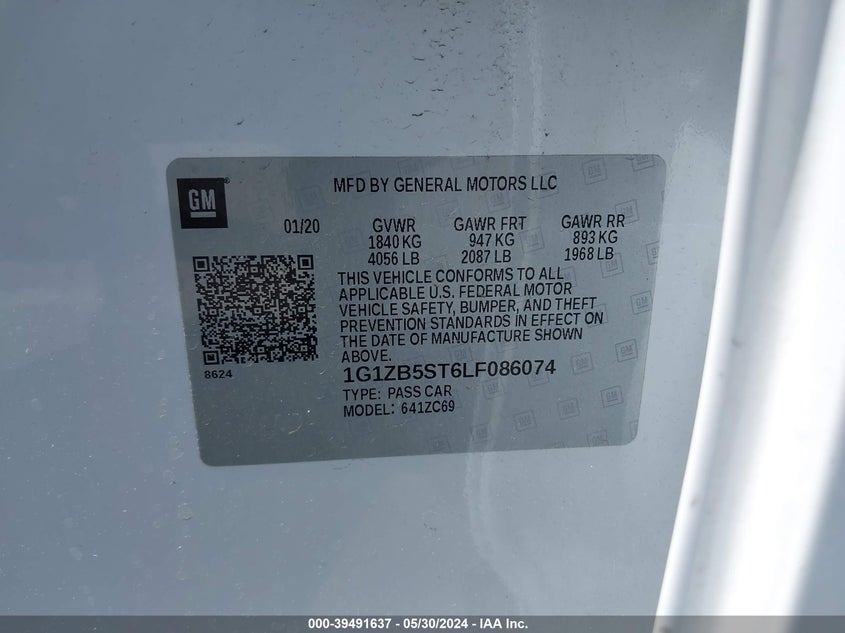 GM
MFD BY GENERAL MOTORS LLC
01/20 GVWR GAWR FRT GAWR RR
1840 KG 947 KG 893 KG
4056 LB 2087 LB 1968 LB
THIS VEHICLE CONFORMS TO ALL
APPLICABLE U.S. FEDERAL MOTOR
VEHICLE SAFETY, BUMPER, AND THEFT
PREVENTION STANDARDS IN EFFECT ON
THE DATE OF MANUFACTURE SHOWN
ABOVE.
8624
1G1ZB5ST6LF086074
TYPE: PASS CAR
MODEL: 641ZC69
000-39491637 - 05/30/2024 - IAA Inc.